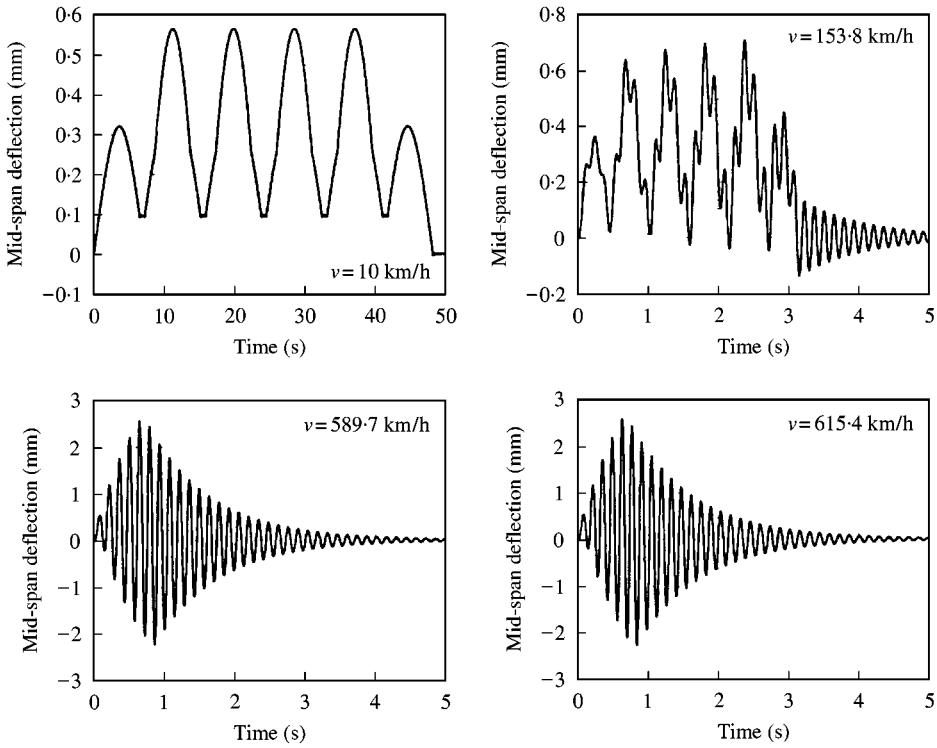 0·6
0·5
0·4
0·3
0·2
0·1
0
−0·1
Mid-span deflection (mm)
v = 10 km/h
0 10 20 30 40 50
Time (s)
0·8
0·6
0·4
0·2
0
−0·2
Mid-span deflection (mm)
v = 153·8 km/h
0 1 2 3 4 5
Time (s)
3
2
1
0
−1
−2
−3
Mid-span deflection (mm)
v = 589·7 km/h
0 1 2 3 4 5
Time (s)
3
2
1
0
−1
−2
−3
Mid-span deflection (mm)
v = 615·4 km/h
0 1 2 3 4 5
Time (s)